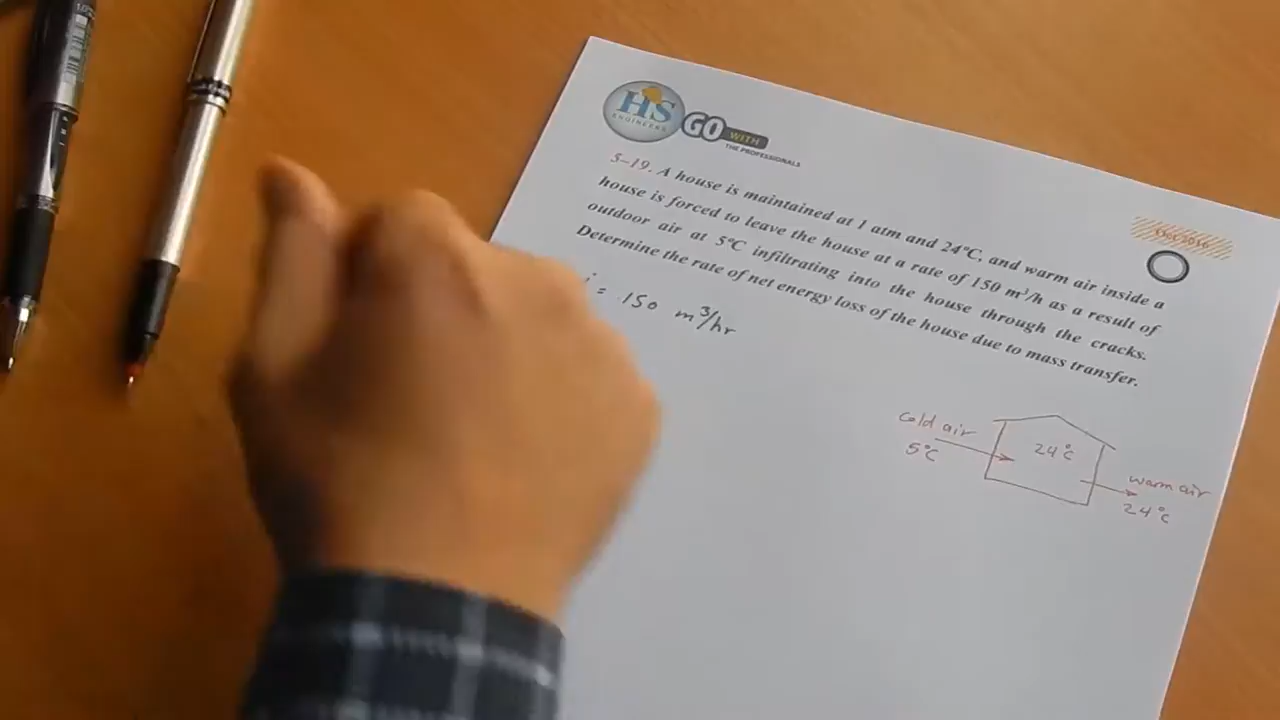 HS
ENGINEERS
GO WITH
THE PROFESSIONALS
5-19. A house is maintained at 1 atm and 24°C, and warm air inside a
house is forced to leave the house at a rate of 150 m³/h as a result of
outdoor air at 5°C infiltrating into the house through the cracks.
Determine the rate of net energy loss of the house due to mass transfer.
= 150 m³/hr
Cold air
5°C
24°C
warm air
24°C